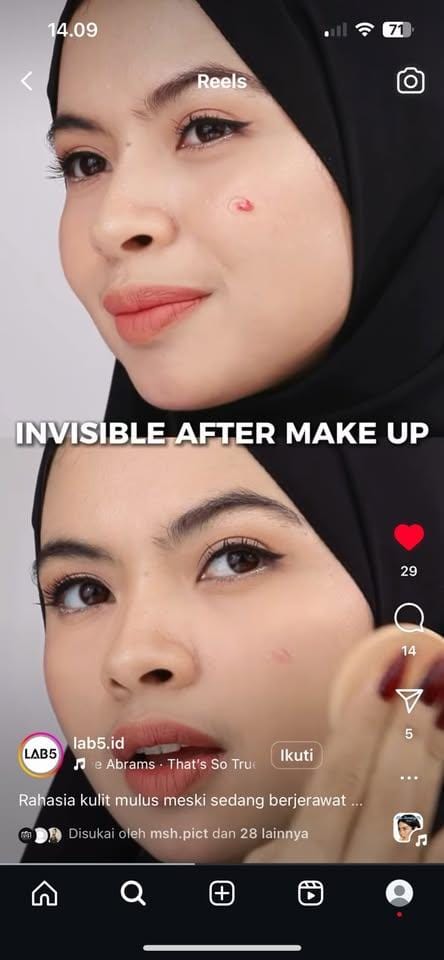 14.09
71
Reels
INVISIBLE AFTER MAKE UP
29
14
5
LAB5
lab5.id
e Abrams · That's So Tru
Ikuti
Rahasia kulit mulus meski sedang berjerawat ...
Disukai oleh msh.pict dan 28 lainnya